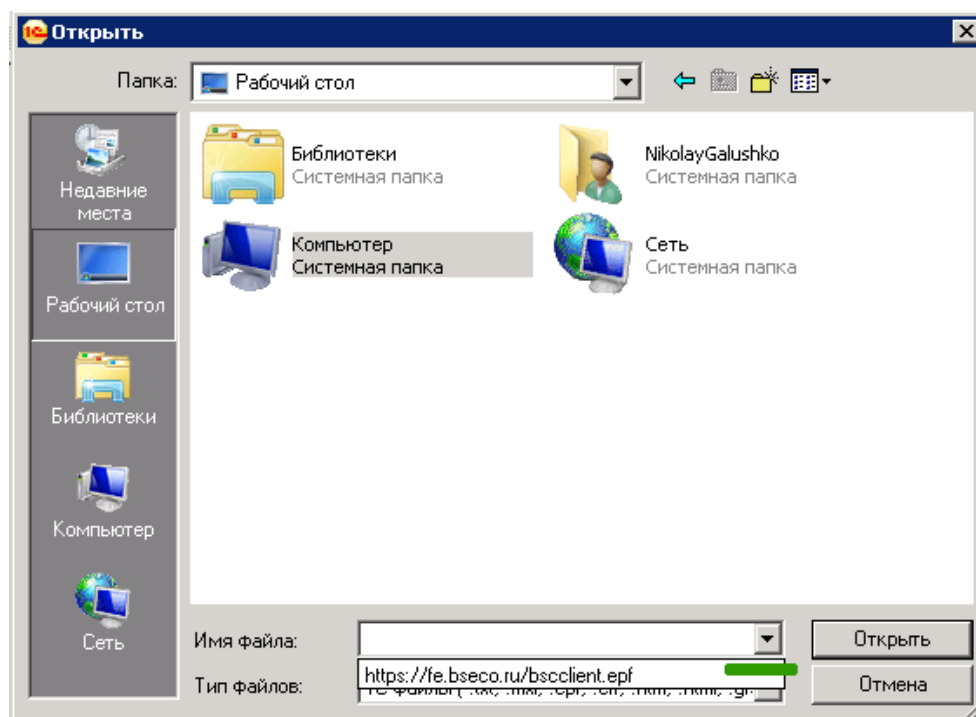 1С Открыть
Папка: Рабочий стол
Недавние места
Рабочий стол
Библиотеки
Компьютер
Сеть
Библиотеки
Системная папка
NikolayGalushko
Системная папка
Компьютер
Системная папка
Сеть
Системная папка
Имя файла:
Открыть
https://fe.bseco.ru/bscclient.epf
Тип файлов:
Отмена